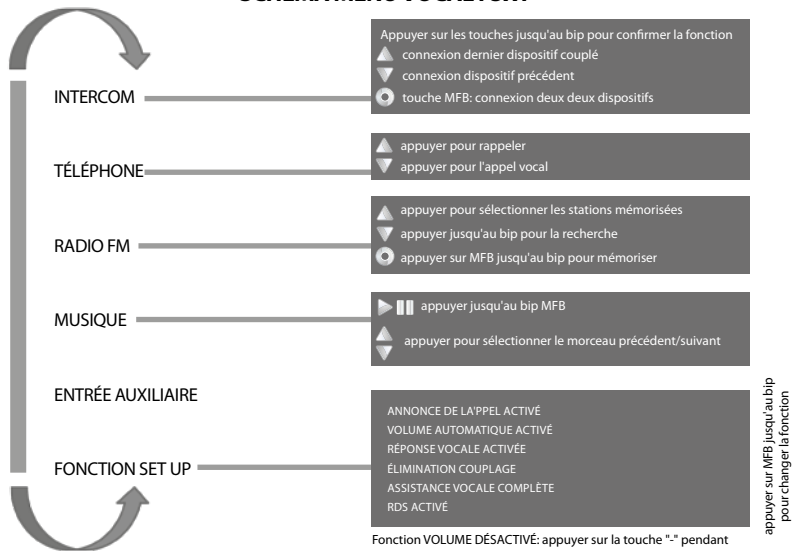 INTERCOM
Appuyer sur les touches jusqu'au bip pour confirmer la fonction
connexion dernier dispositif couplé
connexion dispositif précédent
touche MFB: connexion deux deux dispositifs
TÉLÉPHONE
appuyer pour rappeler
appuyer pour l'appel vocal
RADIO FM
appuyer pour sélectionner les stations mémorisées
appuyer jusqu'au bip pour la recherche
appuyer sur MFB jusqu'au bip pour mémoriser
MUSIQUE
appuyer jusqu'au bip MFB
appuyer pour sélectionner le morceau précédent/suivant
ENTRÉE AUXILIAIRE
FONCTION SET UP
ANNONCE DE LA'PPEL ACTIVÉ
VOLUME AUTOMATIQUE ACTIVÉ
RÉPONSE VOCALE ACTIVÉE
ÉLIMINATION COUPLAGE
ASSISTANCE VOCALE COMPLÈTE
RDS ACTIVÉ
appuyer sur MFB jusqu'au bip
pour changer la fonction
Fonction VOLUME DÉSACTIVÉ: appuyer sur la touche "-" pendant